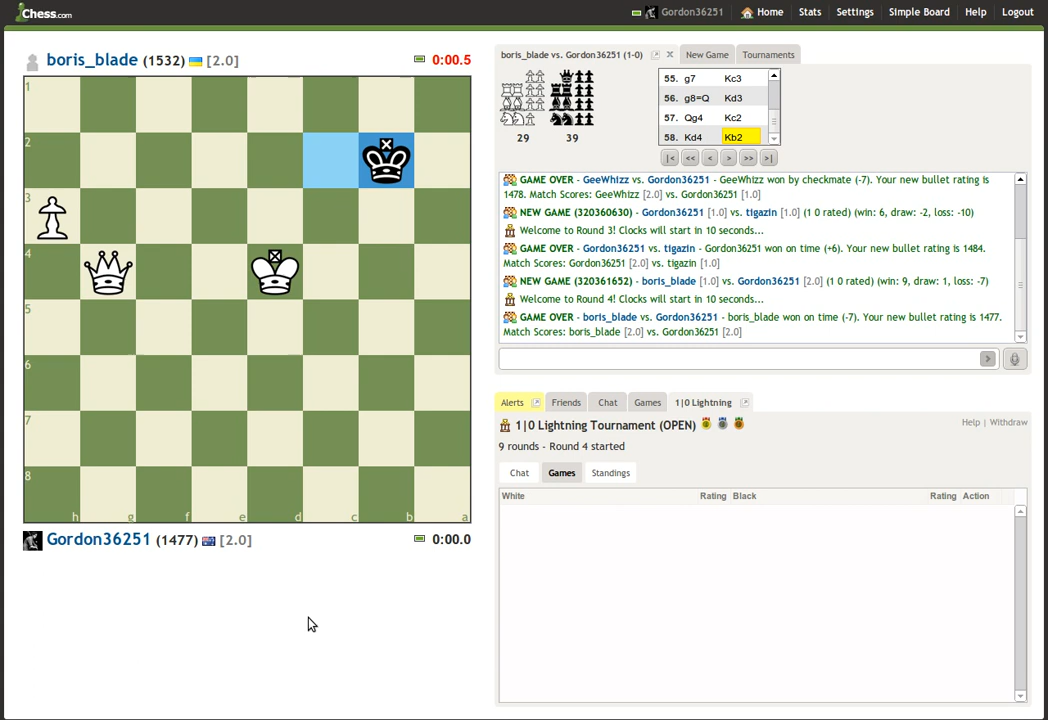 Chess.com
Gordon36251 Home Stats Settings Simple Board Help Logout
boris_blade (1532) [2.0] 0:00.5
1
2
3
4
5
6
7
8
h g f e d c b a
Gordon36251 (1477) [2.0] 0:00.0
boris_blade vs. Gordon36251 (1-0) New Game Tournaments
29 39
55. g7 Kc3
56. g8=Q Kd3
57. Qg4 Kc2
58. Kd4 Kb2
|< << < > >> >|
GAME OVER - GeeWhizz vs. Gordon36251 - GeeWhizz won by checkmate (-7). Your new bullet rating is
1478. Match Scores: GeeWhizz [2.0] vs. Gordon36251 [1.0]
NEW GAME (320360630) - Gordon36251 [1.0] vs. tigazin [1.0] (1 0 rated) (win: 6, draw: -2, loss: -10)
Welcome to Round 3! Clocks will start in 10 seconds...
GAME OVER - Gordon36251 vs. tigazin - Gordon36251 won on time (+6). Your new bullet rating is 1484.
Match Scores: Gordon36251 [2.0] vs. tigazin [1.0]
NEW GAME (320361652) - boris_blade [1.0] vs. Gordon36251 [2.0] (1 0 rated) (win: 9, draw: 1, loss: -7)
Welcome to Round 4! Clocks will start in 10 seconds...
GAME OVER - boris_blade vs. Gordon36251 - boris_blade won on time (-7). Your new bullet rating is 1477.
Match Scores: boris_blade [2.0] vs. Gordon36251 [2.0]
Alerts Friends Chat Games 1|0 Lightning
1|0 Lightning Tournament (OPEN) Help | Withdraw
9 rounds - Round 4 started
Chat Games Standings
White Rating Black Rating Action